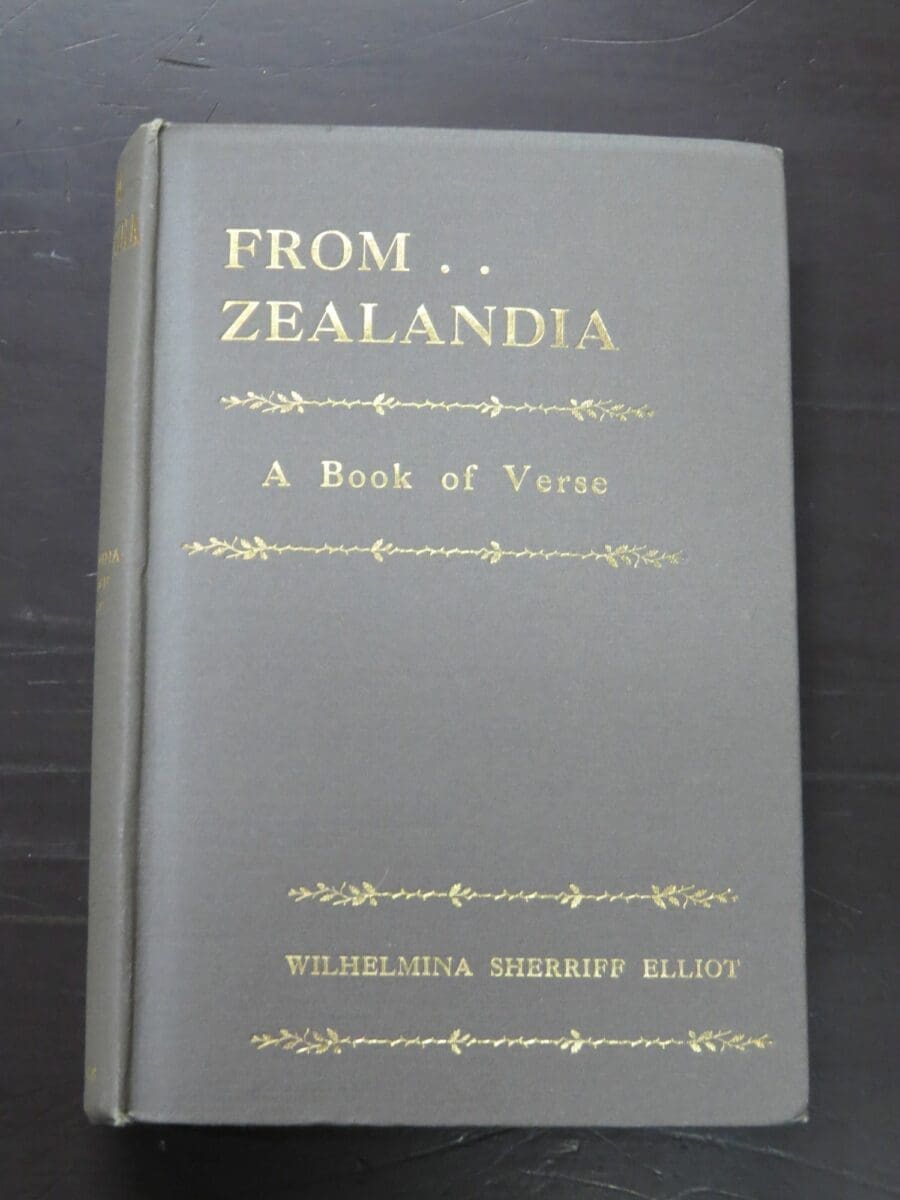 FROM . .
ZEALANDIA
A Book of Verse
WILHELMINA SHERRIFF ELLIOT